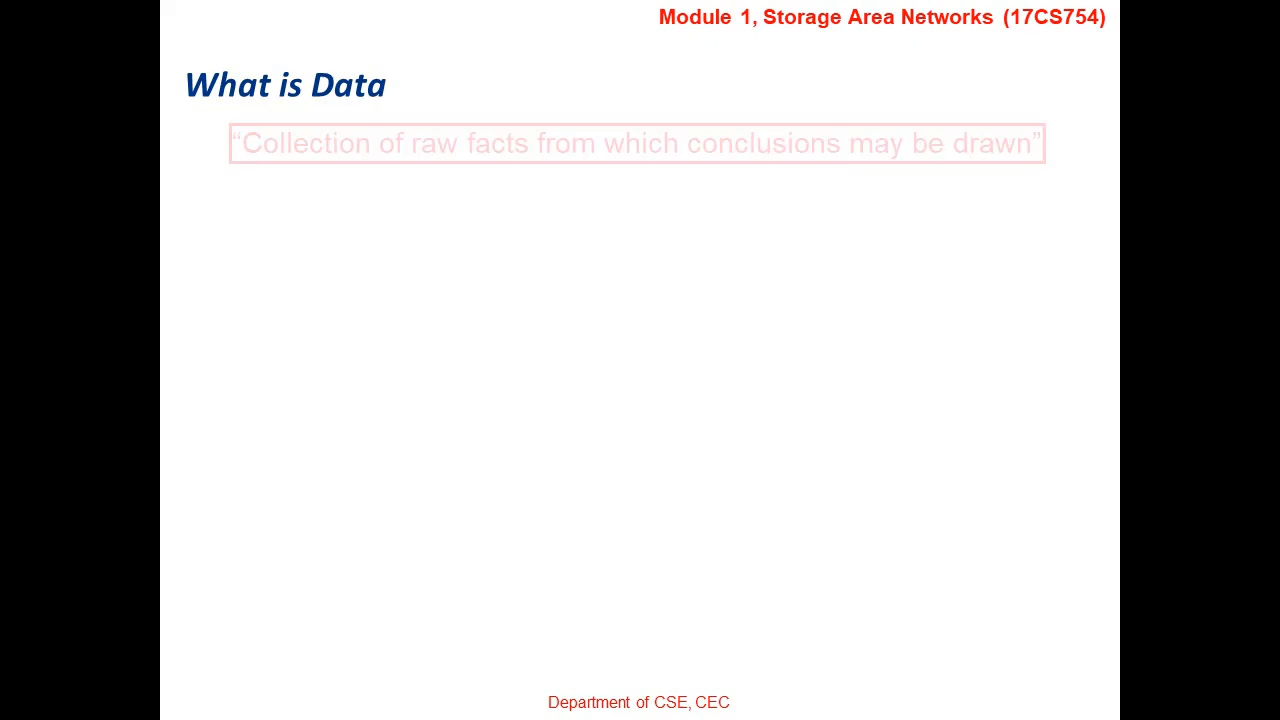 Module 1, Storage Area Networks (17CS754)
What is Data
“Collection of raw facts from which conclusions may be drawn”
Department of CSE, CEC